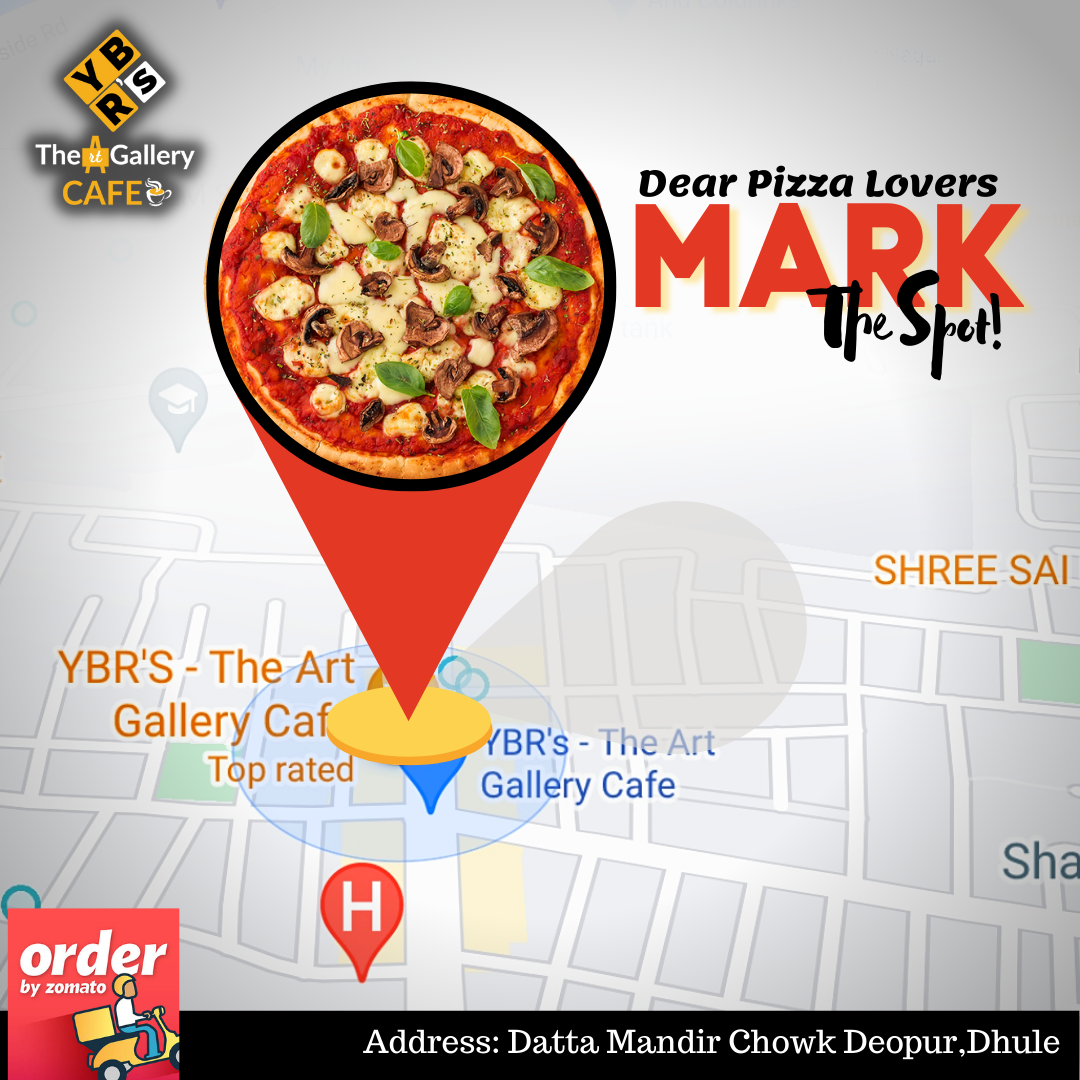 YBR'S
The Art Gallery
CAFE
Dear Pizza Lovers
MARK
The Spot!
tank
SHREE SAI
YBR'S - The Art
Gallery Caf
Top rated
YBR's - The Art
Gallery Cafe
Sha
H
order
by zomato
Address: Datta Mandir Chowk Deopur,Dhule